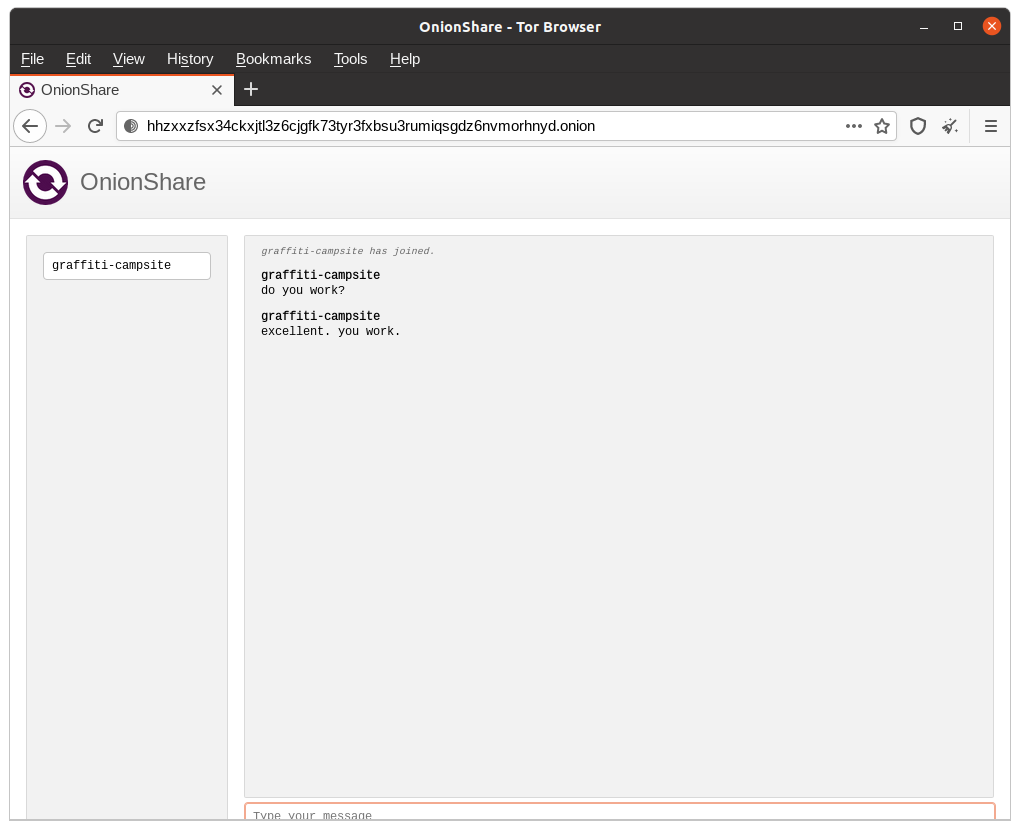 OnionShare - Tor Browser
File Edit View History Bookmarks Tools Help
OnionShare
hhzxxzfsx34ckxjtl3z6cjgfk73tyr3fxbsu3rumiqsgdz6nvmorhnyd.onion
OnionShare
graffiti-campsite
graffiti-campsite has joined.
graffiti-campsite
do you work?
graffiti-campsite
excellent. you work.
Type your message